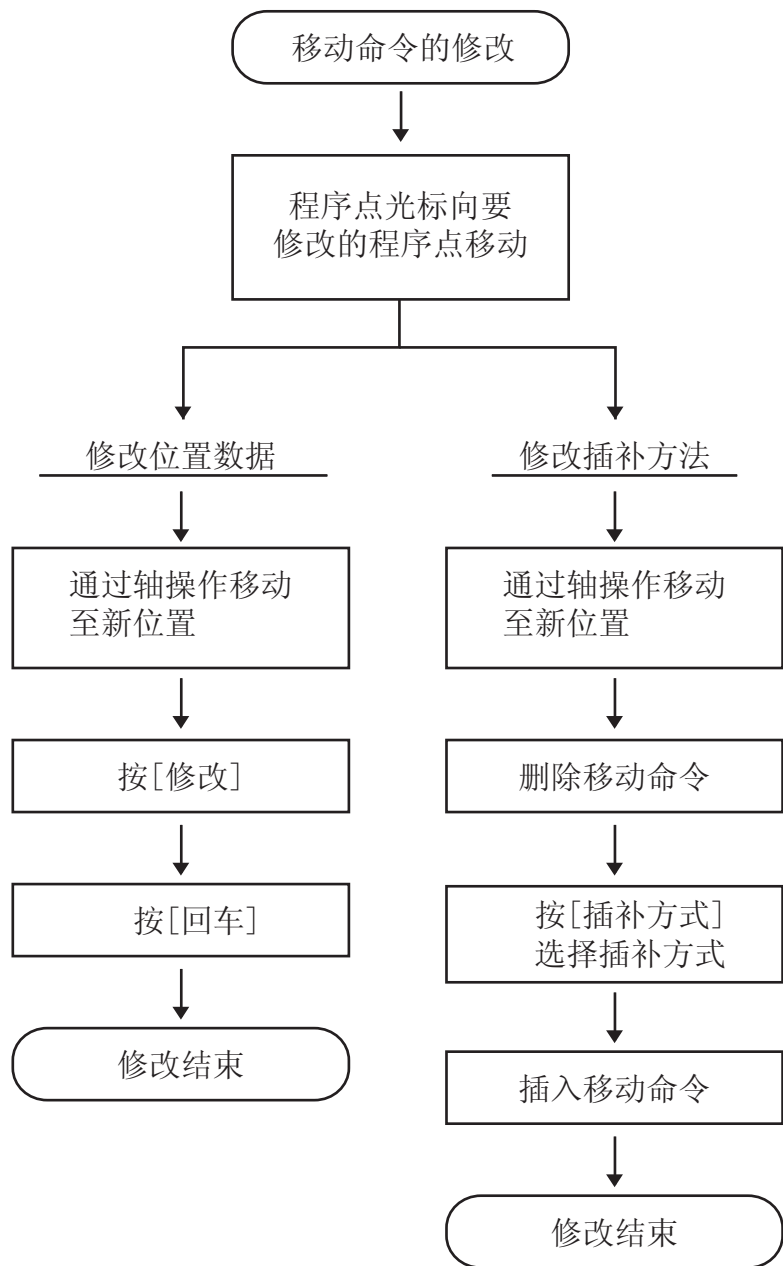 移动命令的修改
程序点光标向要
修改的程序点移动
修改位置数据
通过轴操作移动
至新位置
按[修改]
按[回车]
修改结束
修改插补方法
通过轴操作移动
至新位置
删除移动命令
按[插补方式]
选择插补方式
插入移动命令
修改结束